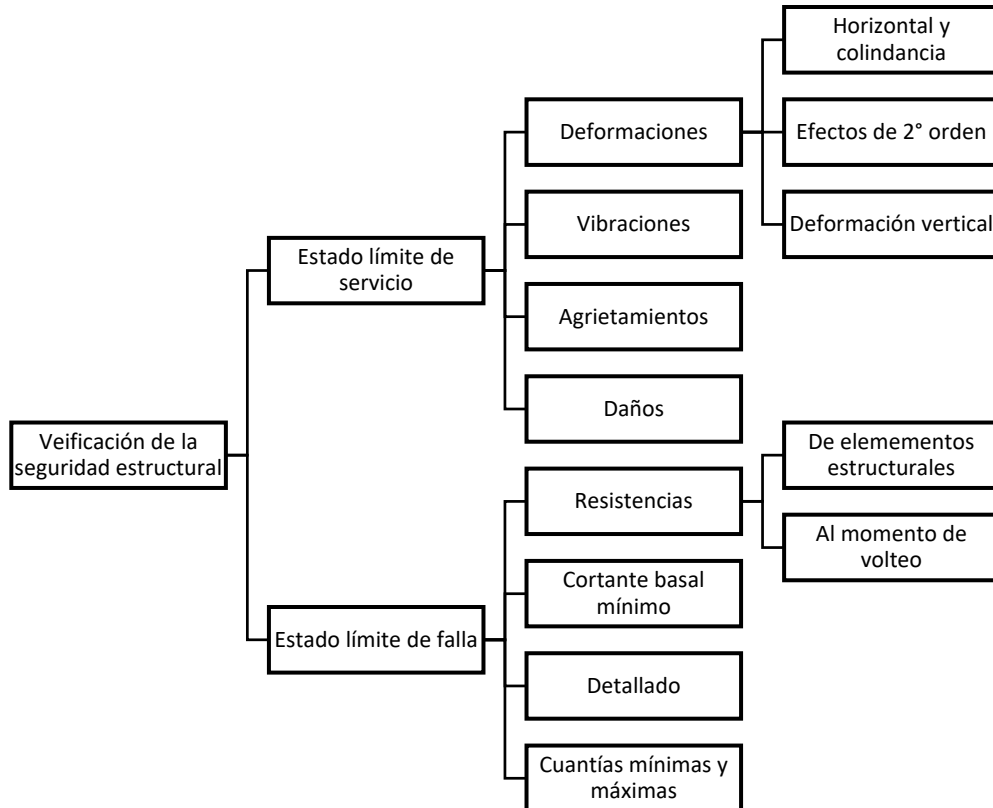 Horizontal y
colindancia
Deformaciones
Efectos de 2° orden
Vibraciones
Deformación vertical
Estado límite de
servicio
Agrietamientos
Daños
Veificación de la
seguridad estructural
De elemementos
estructurales
Resistencias
Al momento de
volteo
Cortante basal
mínimo
Estado límite de falla
Detallado
Cuantías mínimas y
máximas